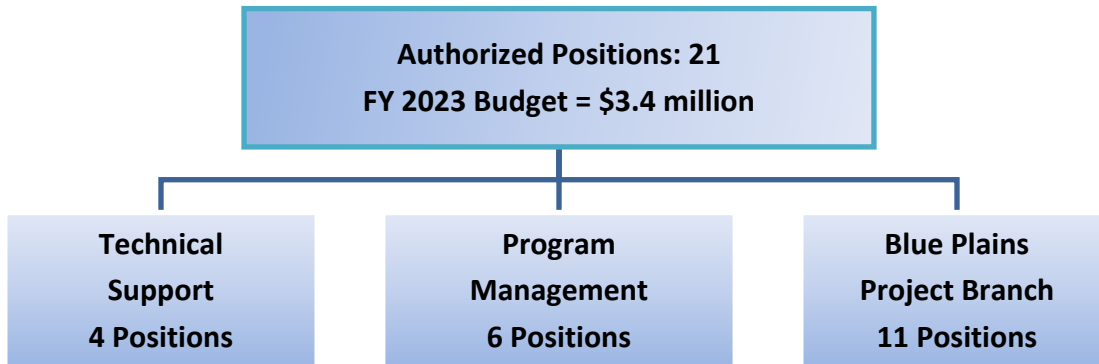 Authorized Positions: 21
FY 2023 Budget = $3.4 million
Technical
Support
4 Positions
Program
Management
6 Positions
Blue Plains
Project Branch
11 Positions